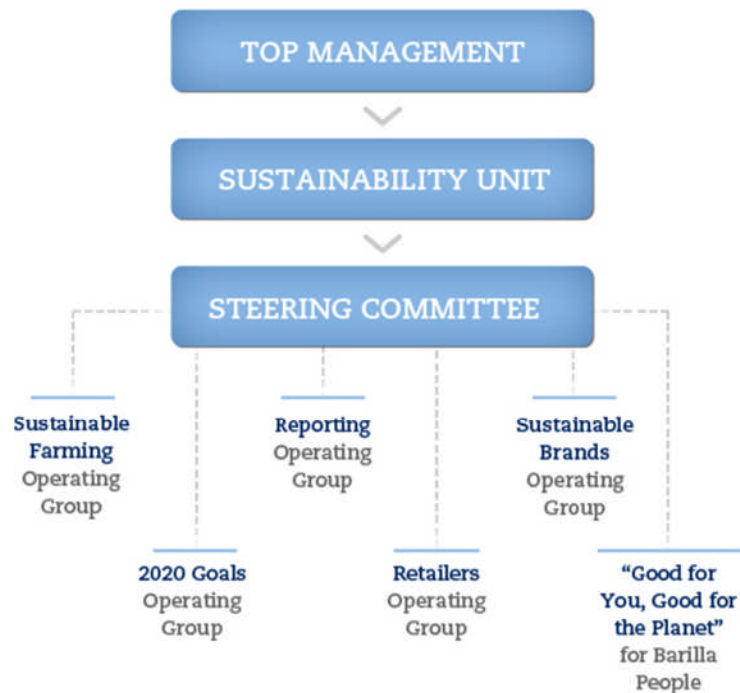 TOP MANAGEMENT
SUSTAINABILITY UNIT
STEERING COMMITTEE
Sustainable
Farming
Operating
Group
Reporting
Operating
Group
Sustainable
Brands
Operating
Group
2020 Goals
Operating
Group
Retailers
Operating
Group
“Good for
You, Good for
the Planet”
for Barilla
People